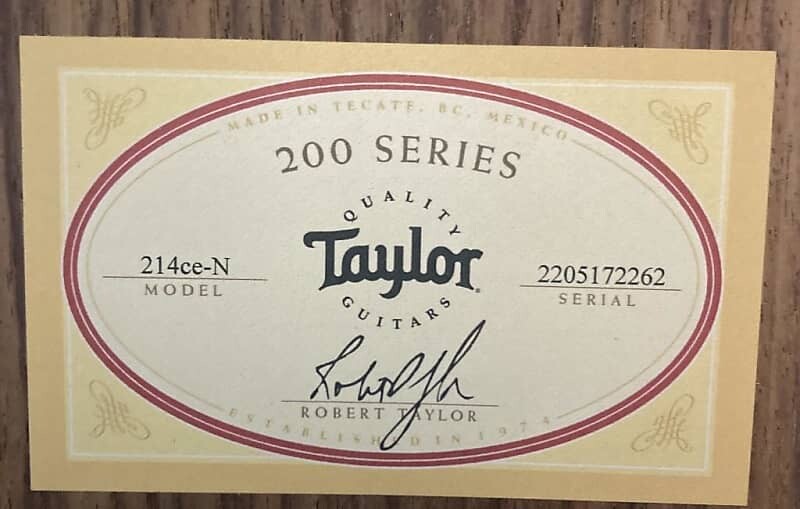 MADE IN TECATE, BC, MEXICO
200 SERIES
QUALITY
Taylor
GUITARS
214ce-N
MODEL
2205172262
SERIAL
ROBERT TAYLOR
ESTABLISHED IN 1974